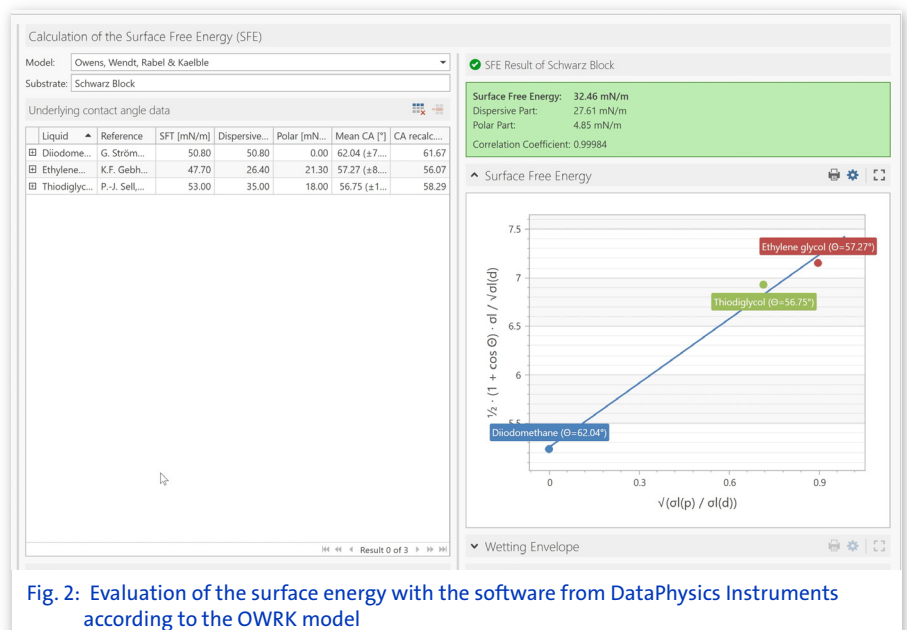 Calculation of the Surface Free Energy (SFE)
Model: Owens, Wendt, Rabel & Kaelble
Substrate: Schwarz Block
Underlying contact angle data
Liquid Reference SFT [mN/m] Dispersive... Polar [mN... Mean CA [°] CA recalc....
Diiodome... G. Ström... 50.80 50.80 0.00 62.04 (±7.... 61.67
Ethylene... K.F. Gebh... 47.70 26.40 21.30 57.27 (±8.... 56.07
Thiodiglyc... P.-J. Sell,... 53.00 35.00 18.00 56.75 (±1... 58.29
Result 0 of 3
SFE Result of Schwarz Block
Surface Free Energy: 32.46 mN/m
Dispersive Part: 27.61 mN/m
Polar Part: 4.85 mN/m
Correlation Coefficient: 0.99984
Surface Free Energy
½ · (1 + cos Θ) · σl / √σl(d)
7.5
7
6.5
6
5.5
Ethylene glycol (Θ=57.27°)
Thiodiglycol (Θ=56.75°)
Diiodomethane (Θ=62.04°)
0 0.3 0.6 0.9
√(σl(p) / σl(d))
Wetting Envelope
Fig. 2: Evaluation of the surface energy with the software from DataPhysics Instruments
according to the OWRK model